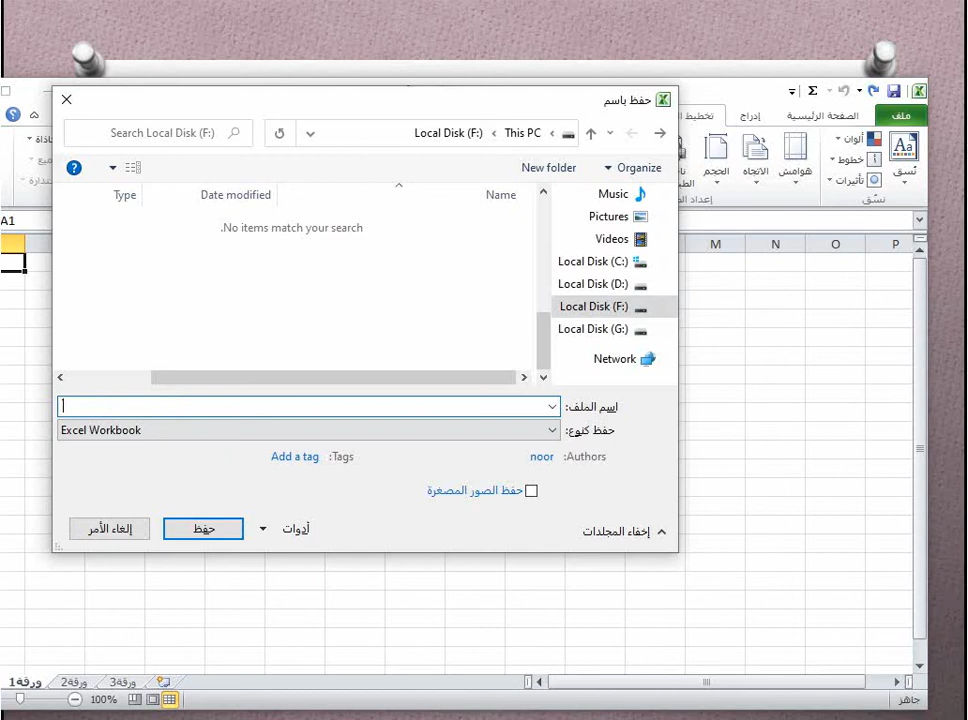 حفظ باسم
Search Local Disk (F:)
Local Disk (F:) This PC
New folder
Organize
Name
Date modified
Type
.No items match your search
Music
Pictures
Videos
Local Disk (C:)
Local Disk (D:)
Local Disk (F:)
Local Disk (G:)
Network
اسم الملف:
حفظ كنوع: Excel Workbook
Authors: noor
Tags: Add a tag
حفظ الصور المصغرة
إخفاء المجلدات
أدوات
حفظ
إلغاء الأمر
ملف
الصفحة الرئيسية
إدراج
تخطيط
نسق
ألوان
خطوط
تأثيرات
نسُق
هوامش
الاتجاه
الحجم
إعداد
A1
M N O P
ورقة1 ورقة2 ورقة3
100%
جاهز